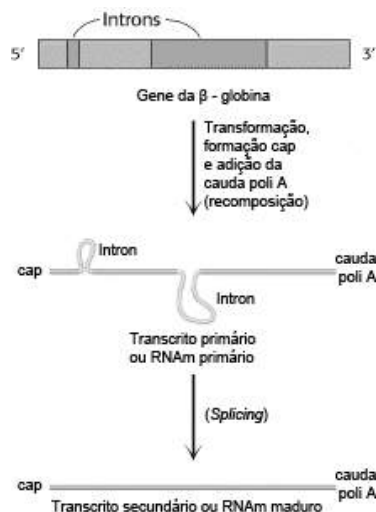 Introns
5′ 3′
Gene da β - globina
Transformação,
formação cap
e adição da
cauda poli A
(recomposição)
Intron
cap
cauda
poli A
Intron
Transcrito primário
ou RNAm primário
(Splicing)
cap
cauda
poli A
Transcrito secundário ou RNAm maduro